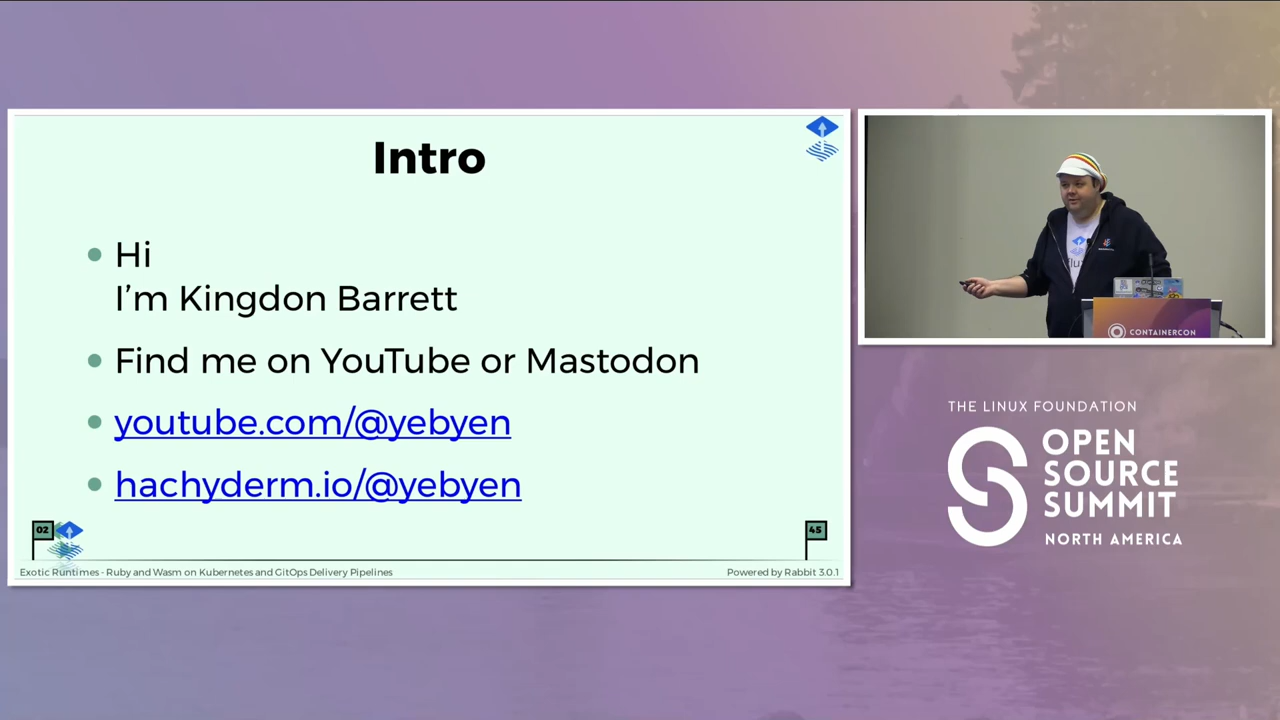 Intro
Hi
I'm Kingdon Barrett
Find me on YouTube or Mastodon
youtube.com/@yebyen
hachyderm.io/@yebyen
02
45
Exotic Runtimes - Ruby and Wasm on Kubernetes and GitOps Delivery Pipelines
Powered by Rabbit 3.0.1
flux
CONTAINERCON
THE LINUX FOUNDATION
OPEN
SOURCE
SUMMIT
NORTH AMERICA